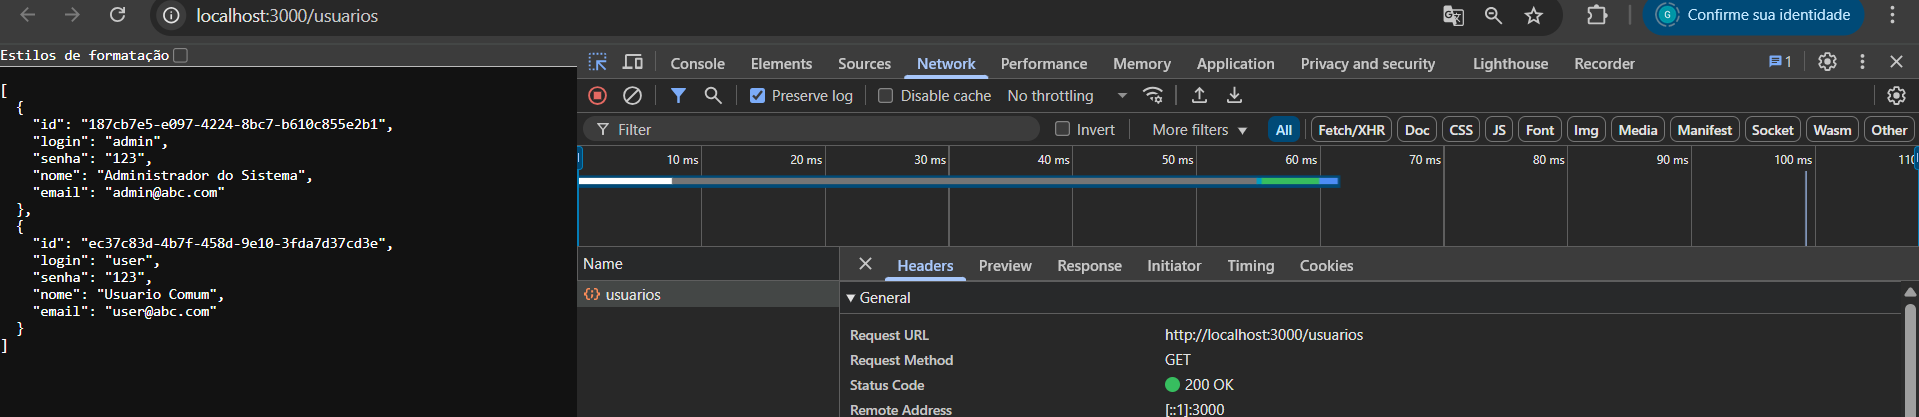 localhost:3000/usuarios
G
Confirme sua identidade
Estilos de formatação
[
  {
    "id": "187cb7e5-e097-4224-8bc7-b610c855e2b1",
    "login": "admin",
    "senha": "123",
    "nome": "Administrador do Sistema",
    "email": "admin@abc.com"
  },
  {
    "id": "ec37c83d-4b7f-458d-9e10-3fda7d37cd3e",
    "login": "user",
    "senha": "123",
    "nome": "Usuario Comum",
    "email": "user@abc.com"
  }
]
Console Elements Sources Network Performance Memory Application Privacy and security Lighthouse Recorder 1
Preserve log Disable cache No throttling
Filter Invert More filters All Fetch/XHR Doc CSS JS Font Img Media Manifest Socket Wasm Other
10 ms 20 ms 30 ms 40 ms 50 ms 60 ms 70 ms 80 ms 90 ms 100 ms 110
Name Headers Preview Response Initiator Timing Cookies
usuarios
General
Request URL http://localhost:3000/usuarios
Request Method GET
Status Code 200 OK
Remote Address [::1]:3000